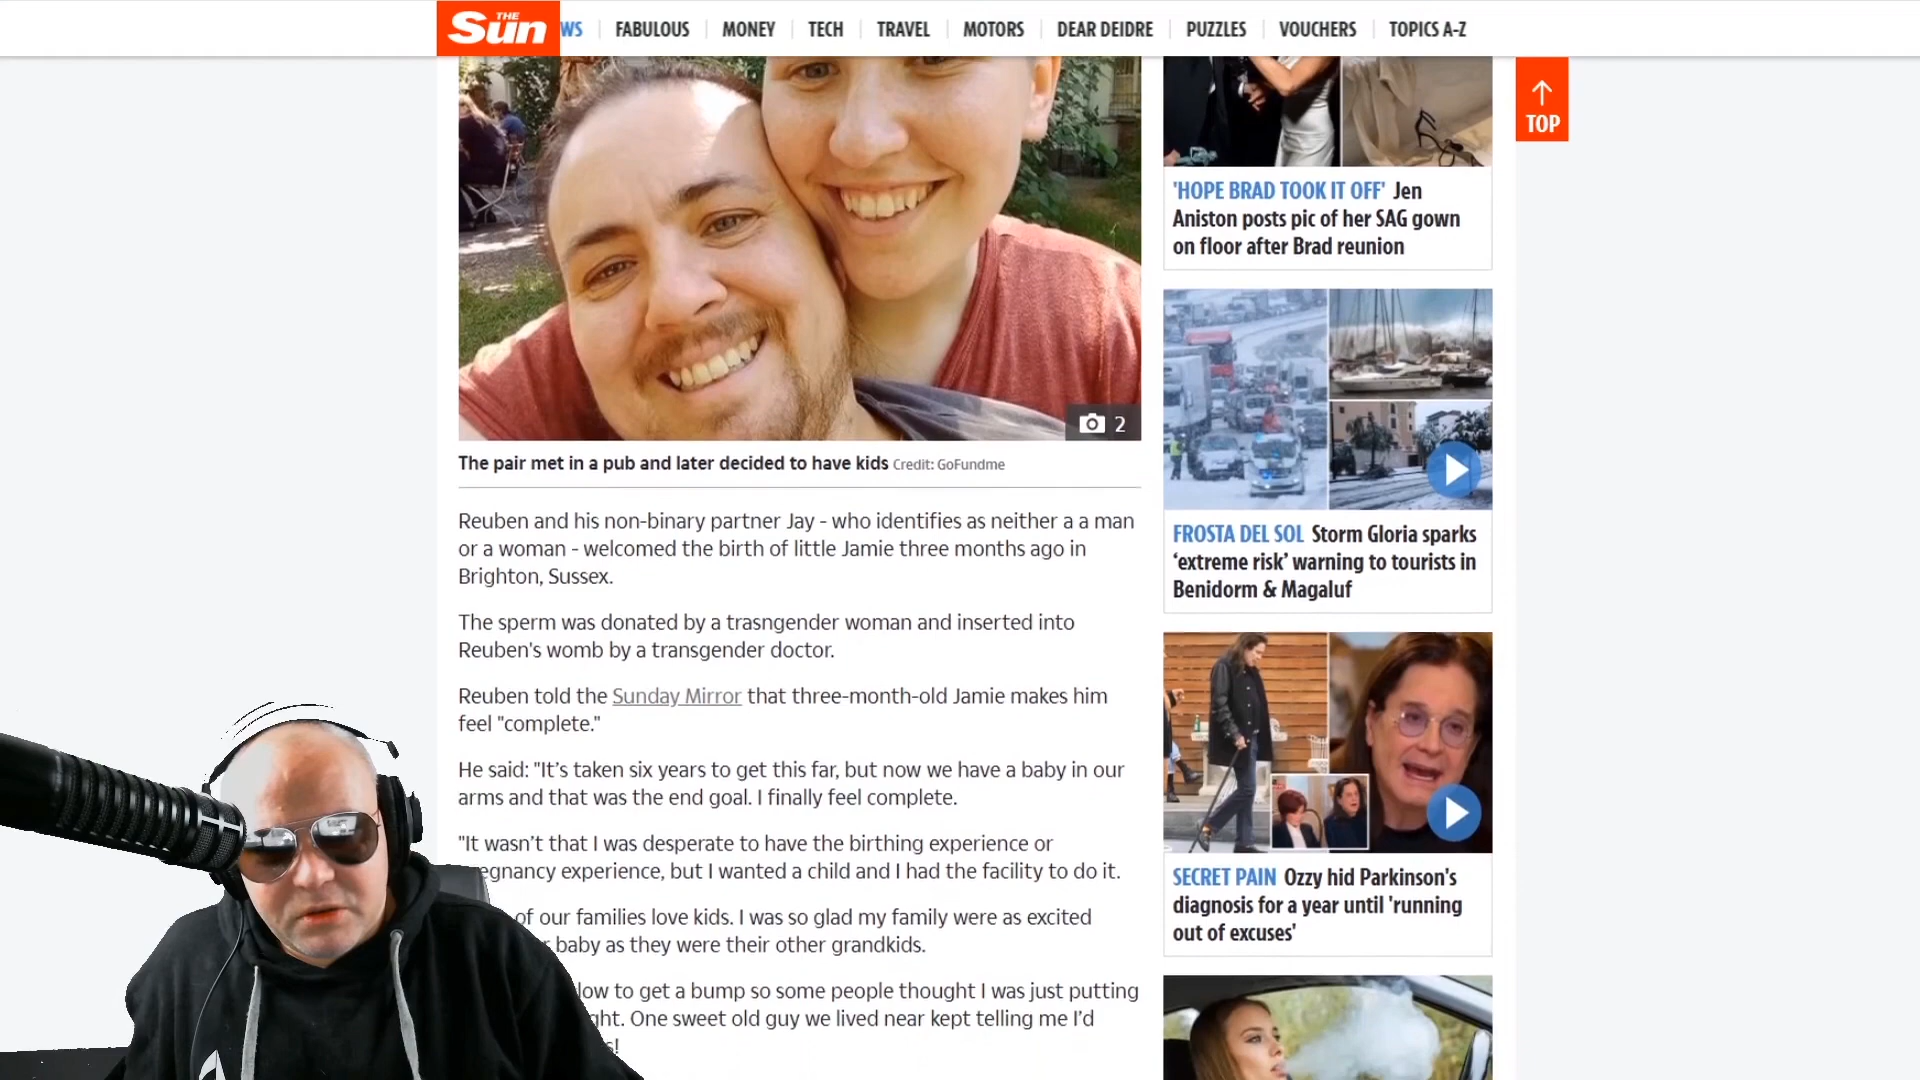 THE
Sun
WS
FABULOUS
MONEY
TECH
TRAVEL
MOTORS
DEAR DEIDRE
PUZZLES
VOUCHERS
TOPICS A-Z
TOP
2
The pair met in a pub and later decided to have kids Credit: GoFundme
Reuben and his non-binary partner Jay - who identifies as neither a a man
or a woman - welcomed the birth of little Jamie three months ago in
Brighton, Sussex.
The sperm was donated by a trasngender woman and inserted into
Reuben's womb by a transgender doctor.
Reuben told the Sunday Mirror that three-month-old Jamie makes him
feel "complete."
He said: "It’s taken six years to get this far, but now we have a baby in our
arms and that was the end goal. I finally feel complete.
"It wasn’t that I was desperate to have the birthing experience or
egnancy experience, but I wanted a child and I had the facility to do it.
of our families love kids. I was so glad my family were as excited
baby as they were their other grandkids.
low to get a bump so some people thought I was just putting
ght. One sweet old guy we lived near kept telling me I’d
s!
'HOPE BRAD TOOK IT OFF' Jen
Aniston posts pic of her SAG gown
on floor after Brad reunion
FROSTA DEL SOL Storm Gloria sparks
‘extreme risk’ warning to tourists in
Benidorm & Magaluf
SECRET PAIN Ozzy hid Parkinson's
diagnosis for a year until 'running
out of excuses'